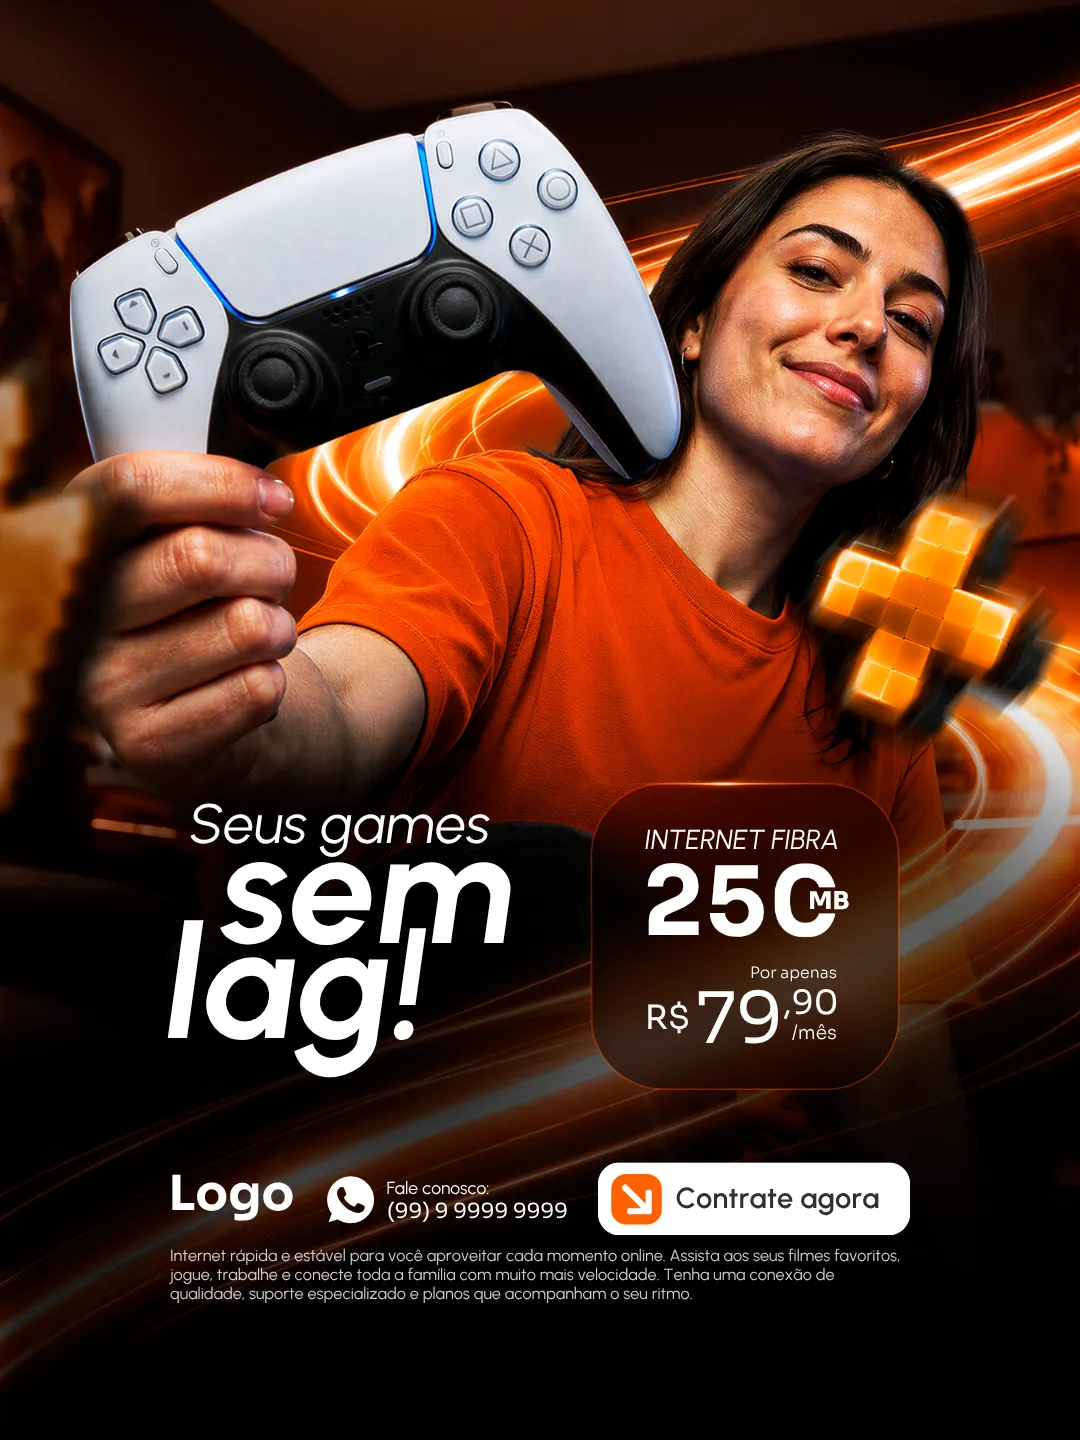 Seus games
sem
lag!
INTERNET FIBRA
250 MB
Por apenas
R$ 79,90
/mês
Logo
Fale conosco:
(99) 9 9999 9999
Contrate agora
Internet rápida e estável para você aproveitar cada momento online. Assista aos seus filmes favoritos,
jogue, trabalhe e conecte toda a família com muito mais velocidade. Tenha uma conexão de
qualidade, suporte especializado e planos que acompanham o seu ritmo.